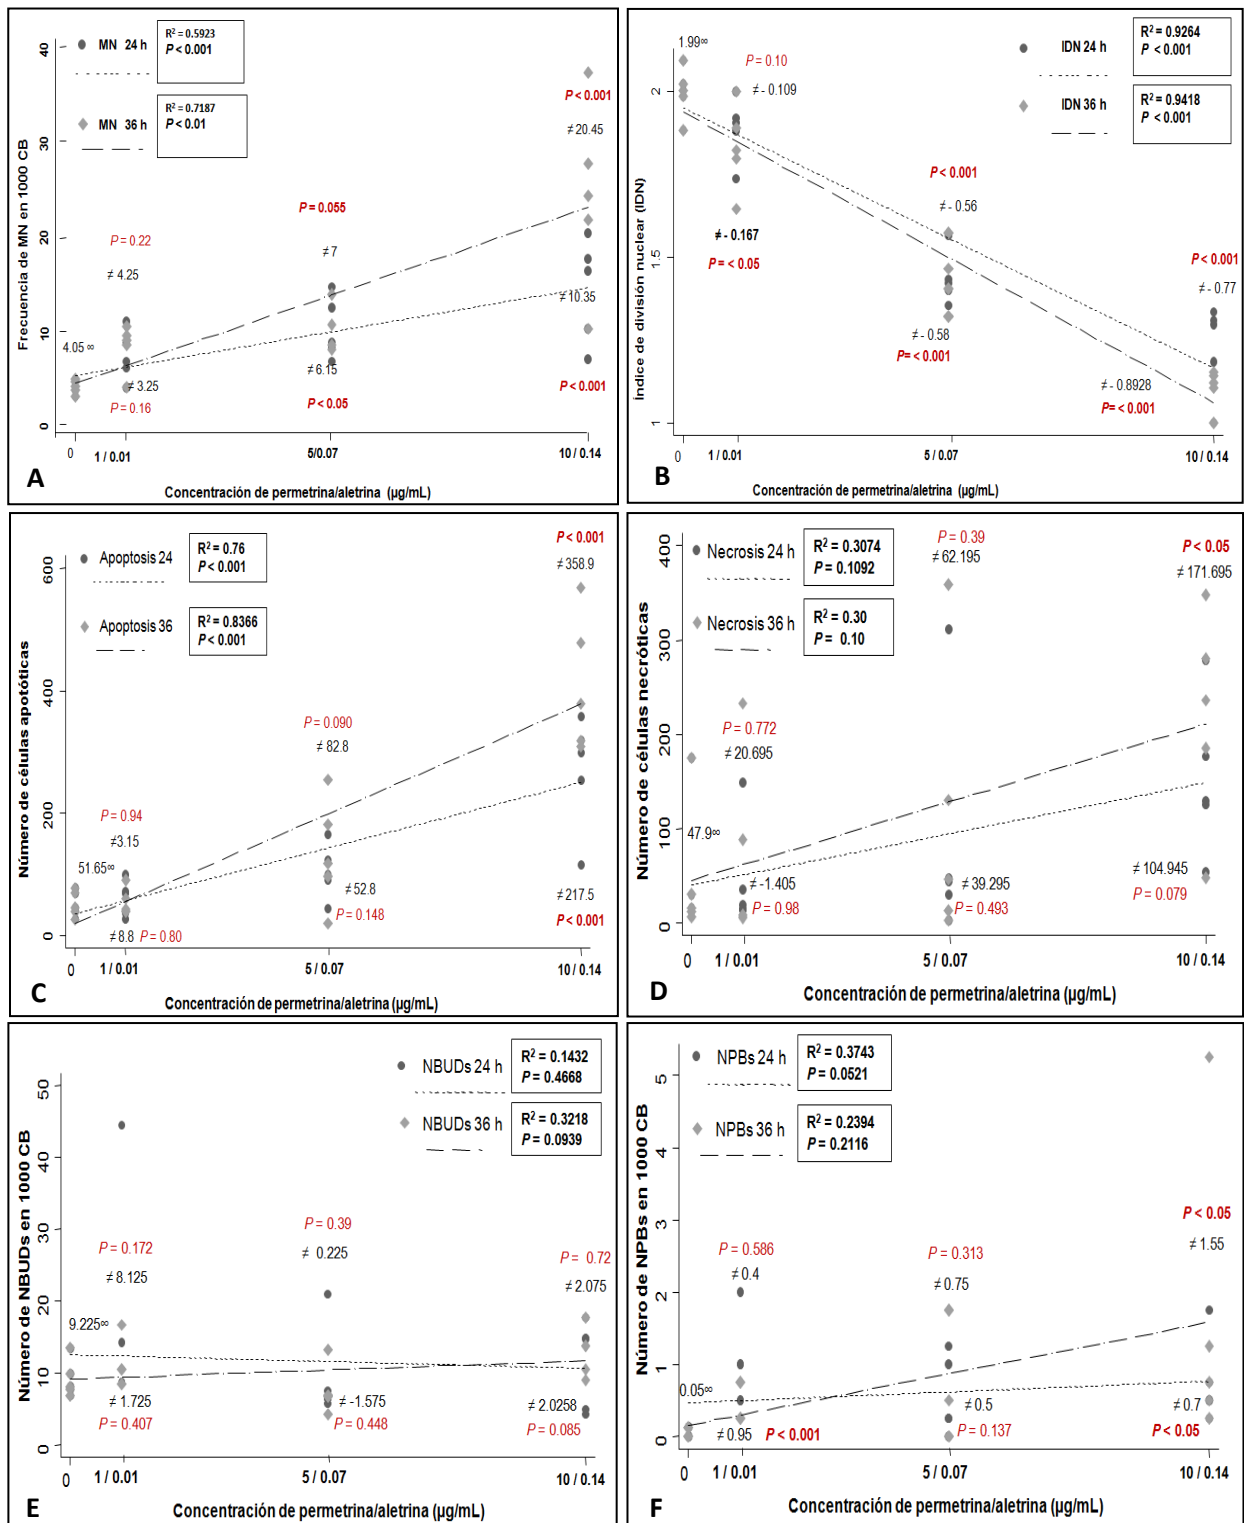 MN 24 h
R² = 0.5923
P < 0.001
MN 36 h
R² = 0.7187
P < 0.01
Frecuencia de MN en 1000 CB
40
30
20
10
0
P < 0.001
≠ 20.45
P = 0.055
≠ 7
P = 0.22
≠ 4.25
4.05 ∞
≠ 3.25
P = 0.16
≠ 6.15
P < 0.05
≠ 10.35
P < 0.001
0
1 / 0.01
5/0.07
10 / 0.14
A
Concentración de permetrina/aletrina (µg/mL)
IDN 24 h
R² = 0.9264
P < 0.001
IDN 36 h
R² = 0.9418
P < 0.001
Índice de división nuclear (IDN)
2
1.5
1
1.99∞
P = 0.10
≠ - 0.109
≠ - 0.167
P= < 0.05
P < 0.001
≠ - 0.56
≠ - 0.58
P= < 0.001
P < 0.001
≠ - 0.77
≠ - 0.8928
P= < 0.001
0
1 / 0.01
5 / 0.07
10 / 0.14
B
Concentración de permetrina/aletrina (µg/mL)
Apoptosis 24
R² = 0.76
P < 0.001
Apoptosis 36
R² = 0.8366
P < 0.001
Número de células apotóticas
600
400
200
0
P < 0.001
≠ 358.9
P = 0.090
≠ 82.8
P = 0.94
≠3.15
51.65∞
≠ 8.8
P = 0.80
≠ 52.8
P = 0.148
≠ 217.5
P < 0.001
0
1 / 0.01
5 / 0.07
10 / 0.14
C
Concentración de permetrina/aletrina (µg/mL)
Necrosis 24 h
R² = 0.3074
P = 0.1092
Necrosis 36 h
R² = 0.30
P = 0.10
Número de células necróticas
400
300
200
100
0
P = 0.39
≠ 62.195
P < 0.05
≠ 171.695
P = 0.772
≠ 20.695
47.9∞
≠ -1.405
P = 0.98
≠ 39.295
P = 0.493
≠ 104.945
P = 0.079
0
1 / 0.01
5 / 0.07
10 / 0.14
D
Concentración de permetrina/aletrina (µg/mL)
NBUDs 24 h
R² = 0.1432
P = 0.4668
NBUDs 36 h
R² = 0.3218
P = 0.0939
Número de NBUDs en 1000 CB
50
40
30
20
10
0
P = 0.172
≠ 8.125
P = 0.39
≠ 0.225
P = 0.72
≠ 2.075
9.225∞
≠ 1.725
P = 0.407
≠ -1.575
P = 0.448
≠ 2.0258
P = 0.085
0
1 / 0.01
5 / 0.07
10 / 0.14
E
Concentración de permetrina/aletrina (µg/mL)
NPBs 24 h
R² = 0.3743
P = 0.0521
NPBs 36 h
R² = 0.2394
P = 0.2116
Número de NPBs en 1000 CB
5
4
3
2
1
0
P < 0.05
≠ 1.55
P = 0.586
≠ 0.4
P = 0.313
≠ 0.75
0.05∞
≠ 0.95
P < 0.001
≠ 0.5
P = 0.137
≠ 0.7
P < 0.05
0
1 / 0.01
5 / 0.07
10 / 0.14
F
Concentración de permetrina/aletrina (µg/mL)